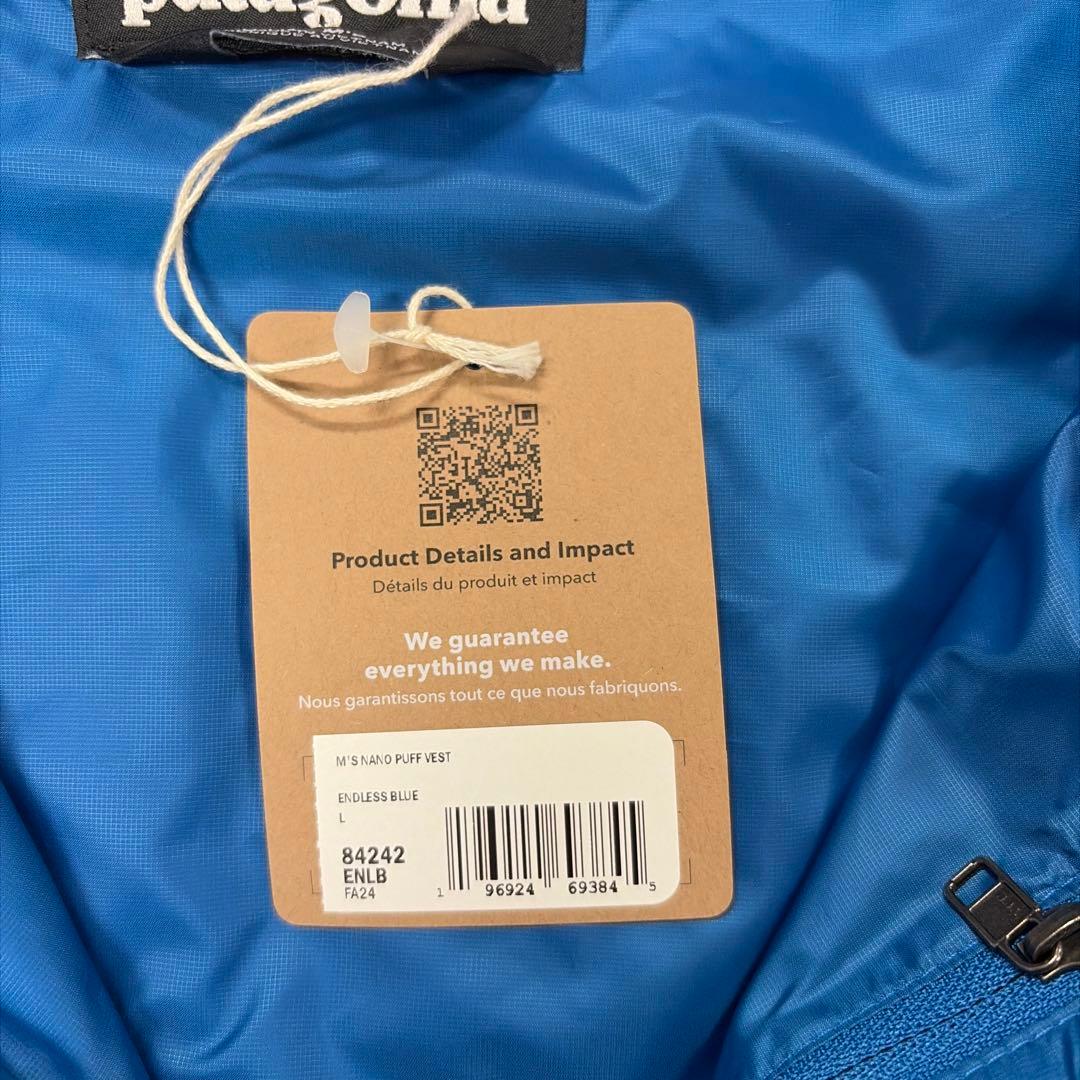 patagonia
Product Details and Impact
Détails du produit et impact
We guarantee
everything we make.
Nous garantissons tout ce que nous fabriquons.
M'S NANO PUFF VEST
ENDLESS BLUE
L
84242
ENLB
FA24
1 96924 69384 5